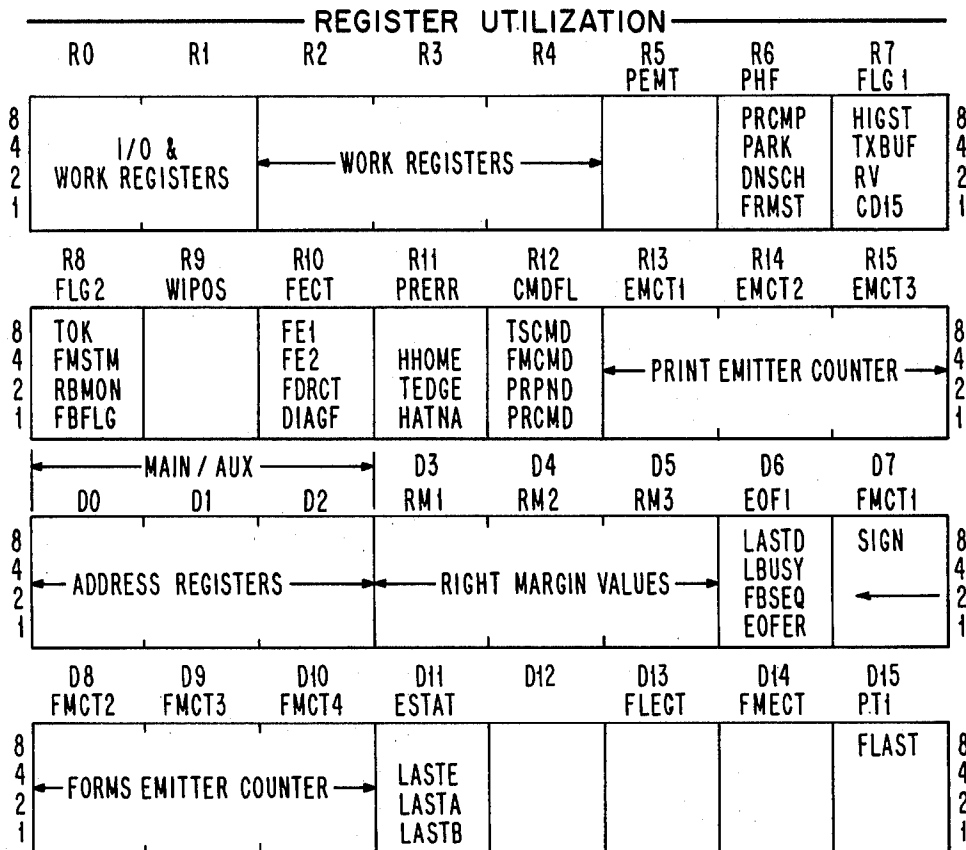 REGISTER UTILIZATION
R0 R1 R2 R3 R4 R5 R6 R7
PEMT PHF FLG1
8 PRCMP HIGST 8
4 I/O & PARK TXBUF 4
WORK REGISTERS
2 WORK REGISTERS DNSCH RV 2
1 FRMST CD15 1
R8 R9 R10 R11 R12 R13 R14 R15
FLG2 WIPOS FECT PRERR CMDFL EMCT1 EMCT2 EMCT3
8 TOK FE1 TSCMD 8
4 FMSTM FE2 HHOME FMCMD 4
PRINT EMITTER COUNTER
2 RBMON FDRCT TEDGE PRPND 2
1 FBFLG DIAGF HATNA PRCMD 1
MAIN / AUX D3 D4 D5 D6 D7
D0 D1 D2 RM1 RM2 RM3 EOF1 FMCT1
8 LASTD SIGN 8
4 LBUSY 4
ADDRESS REGISTERS RIGHT MARGIN VALUES
2 FBSEQ 2
1 EOFER 1
D8 D9 D10 D11 D12 D13 D14 D15
FMCT2 FMCT3 FMCT4 ESTAT FLECT FMECT PT1
8 FLAST 8
4 LASTE 4
FORMS EMITTER COUNTER
2 LASTA 2
1 LASTB 1